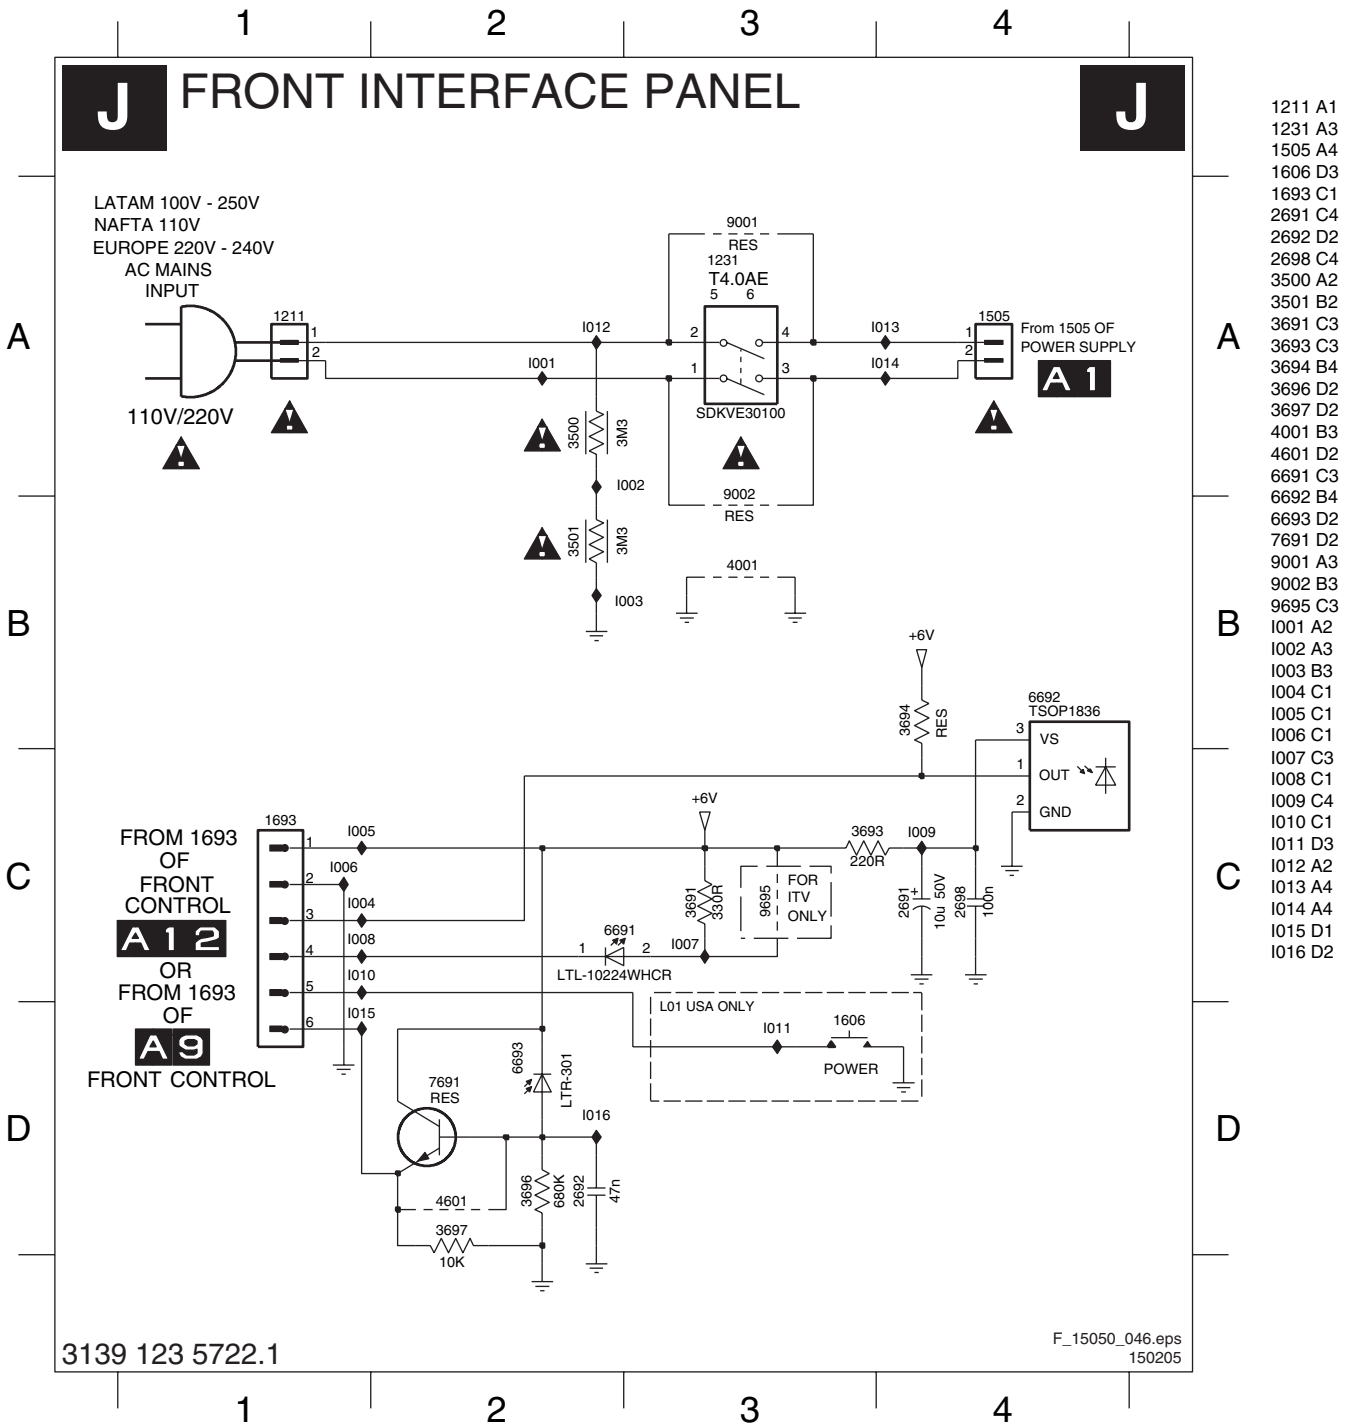 1 2 3 4
J FRONT INTERFACE PANEL J
LATAM 100V - 250V
NAFTA 110V
EUROPE 220V - 240V
AC MAINS
INPUT
110V/220V
1211
1
2
I012
I001
3500
3M3
I002
3501
3M3
I003
9001
RES
1231
T4.0AE
5 6
2 4
1 3
SDKVE30100
9002
RES
4001
I013
I014
1505
1
2
From 1505 OF
POWER SUPPLY
A 1
A A
B B
+6V
3694
RES
6692
TSOP1836
3 VS
1 OUT
2 GND
C C
FROM 1693
OF
FRONT
CONTROL
A 1 2
OR
FROM 1693
OF
A 9
FRONT CONTROL
1693
1 I005
2 I006
3 I004
4 I008
5 I010
6 I015
+6V
3691
330R
9695
FOR
ITV
ONLY
3693
220R
I009
2691
+
10u 50V
2698
100n
1 6691 2
LTL-10224WHCR
I007
L01 USA ONLY
I011
1606
POWER
D D
7691
RES
6693
LTR-301
I016
4601
3696
680K
2692
47n
3697
10K
3139 123 5722.1
F_15050_046.eps
150205
1 2 3 4
1211 A1
1231 A3
1505 A4
1606 D3
1693 C1
2691 C4
2692 D2
2698 C4
3500 A2
3501 B2
3691 C3
3693 C3
3694 B4
3696 D2
3697 D2
4001 B3
4601 D2
6691 C3
6692 B4
6693 D2
7691 D2
9001 A3
9002 B3
9695 C3
I001 A2
I002 A3
I003 B3
I004 C1
I005 C1
I006 C1
I007 C3
I008 C1
I009 C4
I010 C1
I011 D3
I012 A2
I013 A4
I014 A4
I015 D1
I016 D2